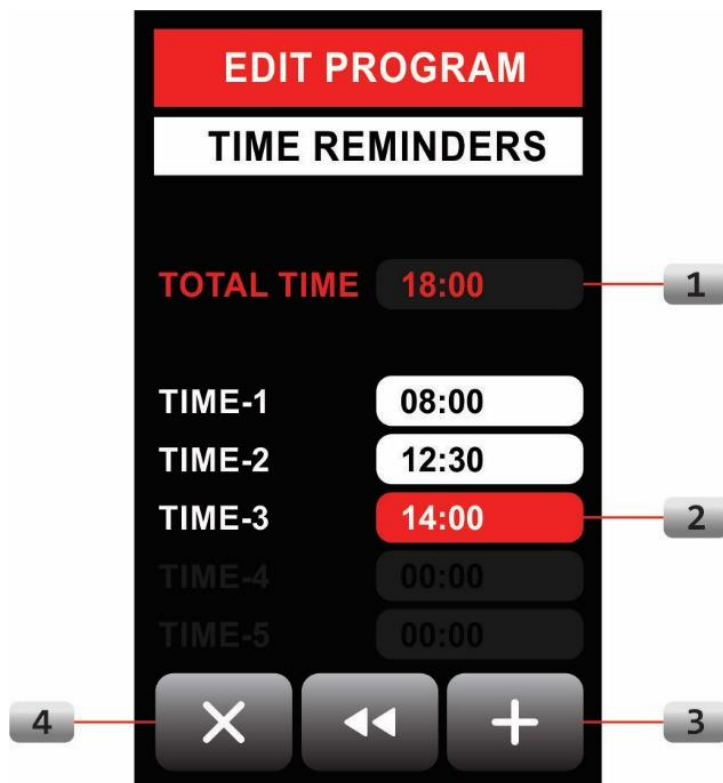 EDIT PROGRAM
TIME REMINDERS
TOTAL TIME 18:00 1
TIME-1 08:00
TIME-2 12:30
TIME-3 14:00 2
TIME-4 00:00
TIME-5 00:00
4 3